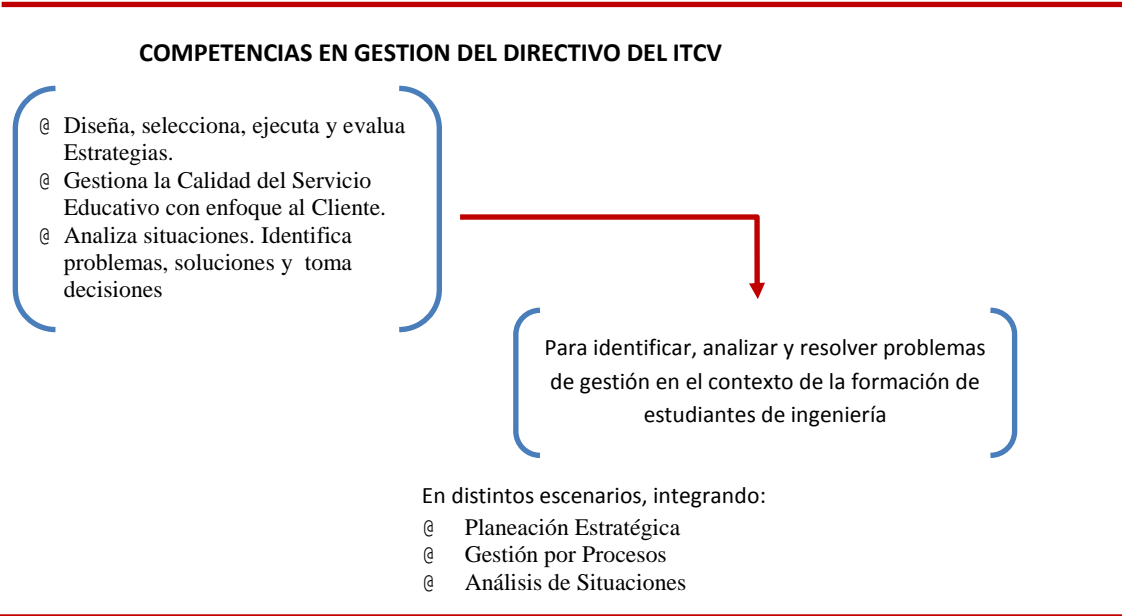 COMPETENCIAS EN GESTION DEL DIRECTIVO DEL ITCV
@ Diseña, selecciona, ejecuta y evalua
Estrategias.
@ Gestiona la Calidad del Servicio
Educativo con enfoque al Cliente.
@ Analiza situaciones. Identifica
problemas, soluciones y toma
decisiones
Para identificar, analizar y resolver problemas
de gestión en el contexto de la formación de
estudiantes de ingeniería
En distintos escenarios, integrando:
@ Planeación Estratégica
@ Gestión por Procesos
@ Análisis de Situaciones